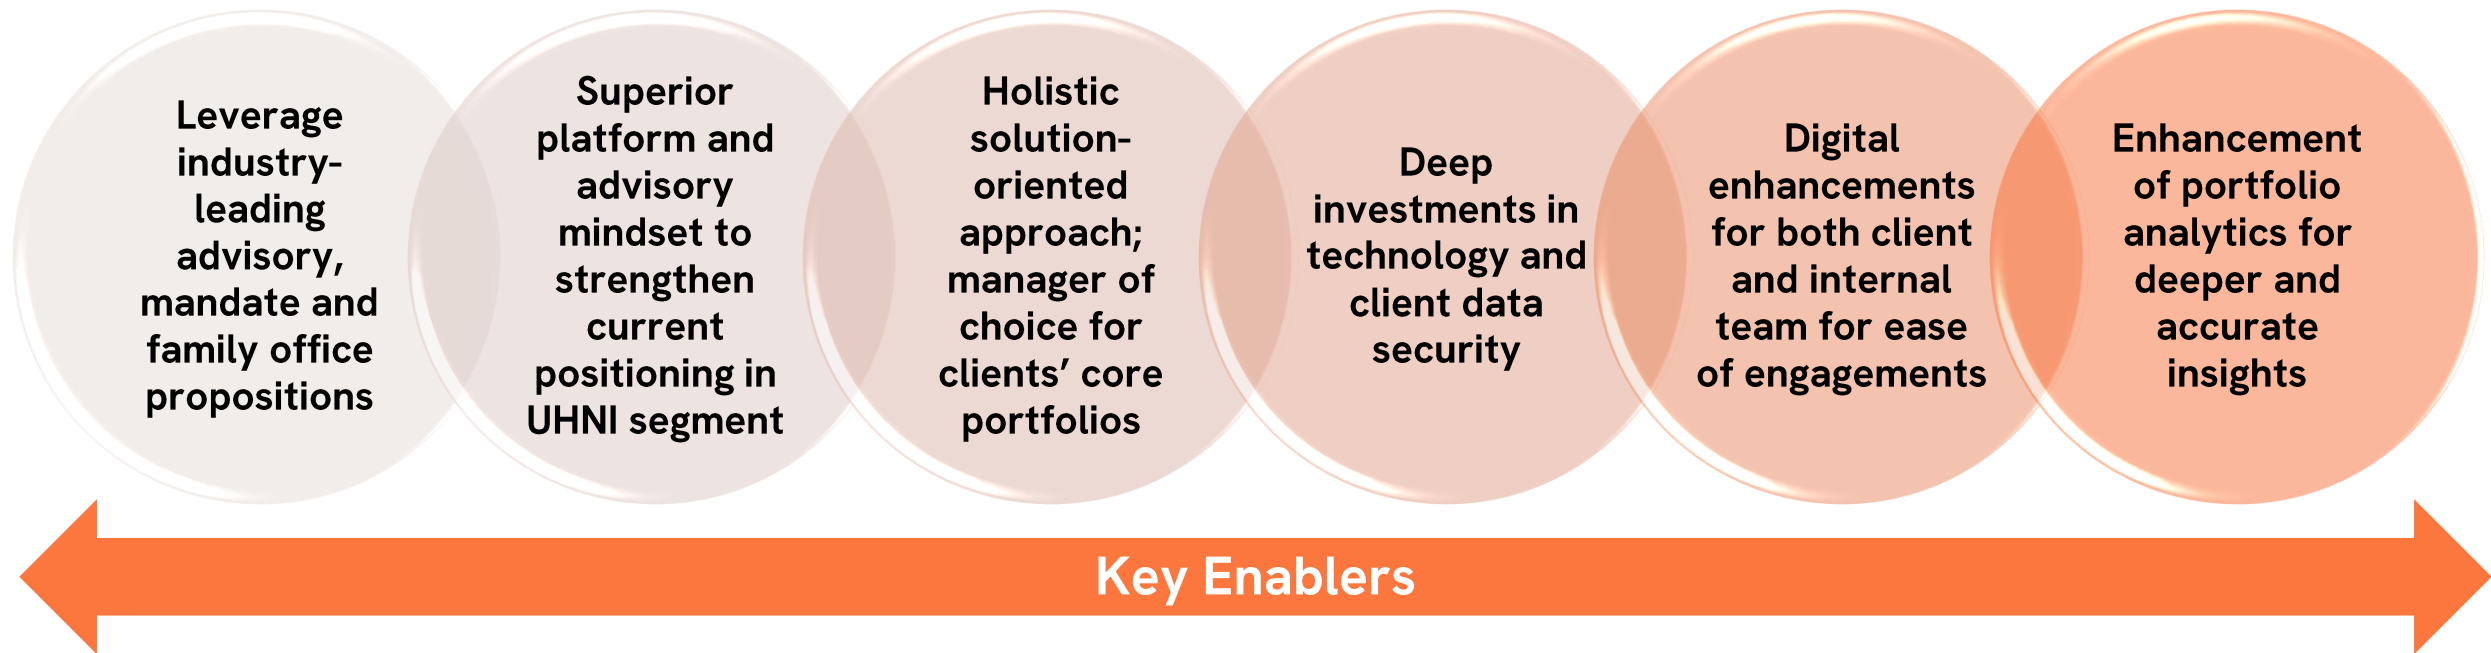 Leverage
industry-
leading
advisory,
mandate and
family office
propositions
Superior
platform and
advisory
mindset to
strengthen
current
positioning in
UHNI segment
Holistic
solution-
oriented
approach;
manager of
choice for
clients’ core
portfolios
Deep
investments in
technology and
client data
security
Digital
enhancements
for both client
and internal
team for ease
of engagements
Enhancement
of portfolio
analytics for
deeper and
accurate
insights
Key Enablers